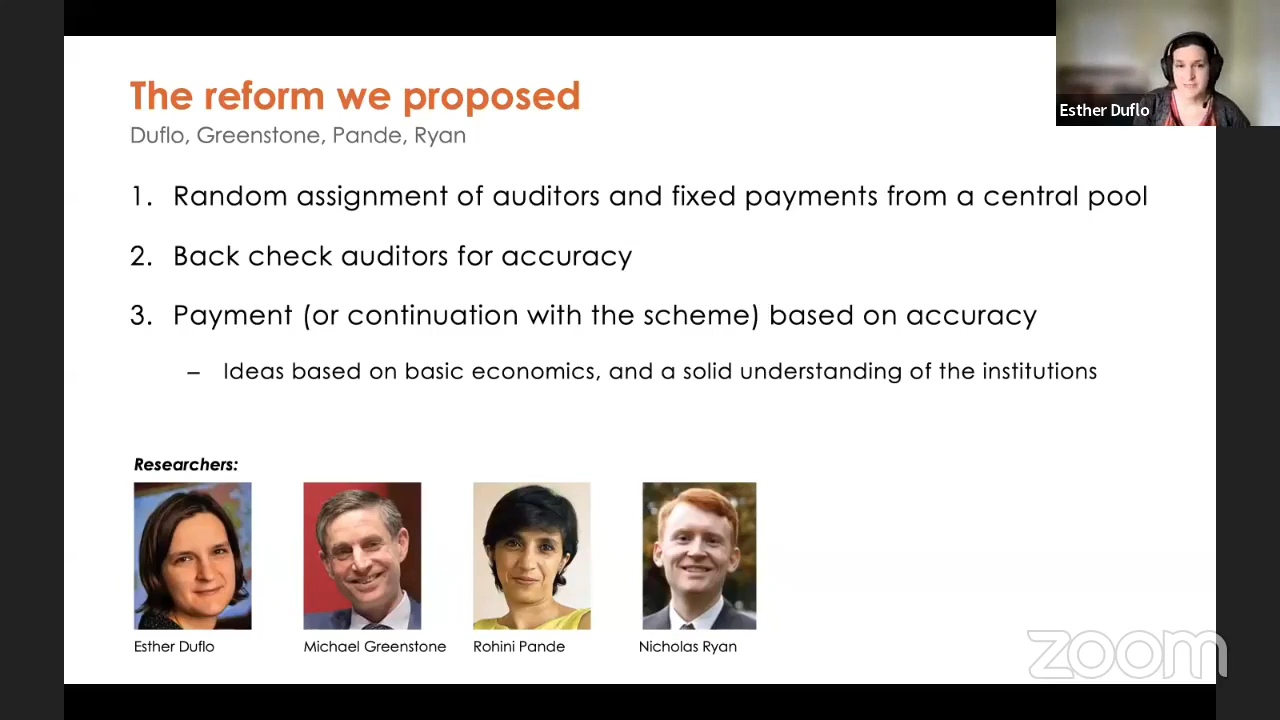 The reform we proposed
Duflo, Greenstone, Pande, Ryan
Esther Duflo
1. Random assignment of auditors and fixed payments from a central pool
2. Back check auditors for accuracy
3. Payment (or continuation with the scheme) based on accuracy
– Ideas based on basic economics, and a solid understanding of the institutions
Researchers:
Esther Duflo
Michael Greenstone
Rohini Pande
Nicholas Ryan
zoom